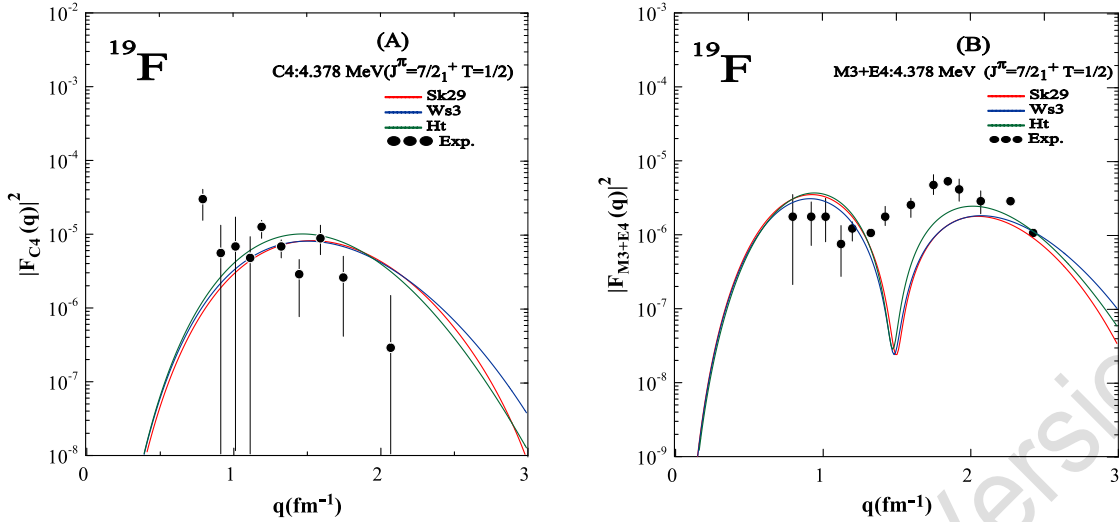 10⁻²
10⁻³
10⁻⁴
10⁻⁵
10⁻⁶
10⁻⁷
10⁻⁸
|F_C4(q)|²
¹⁹F
(A)
C4:4.378 MeV(J^π=7/2₁⁺ T=1/2)
Sk29
Ws3
Ht
Exp.
0 1 2 3
q(fm⁻¹)
10⁻³
10⁻⁴
10⁻⁵
10⁻⁶
10⁻⁷
10⁻⁸
10⁻⁹
|F_M3+E4(q)|²
¹⁹F
(B)
M3+E4:4.378 MeV (J^π=7/2₁⁺ T=1/2)
Sk29
Ws3
Ht
Exp.
0 1 2 3
q(fm⁻¹)